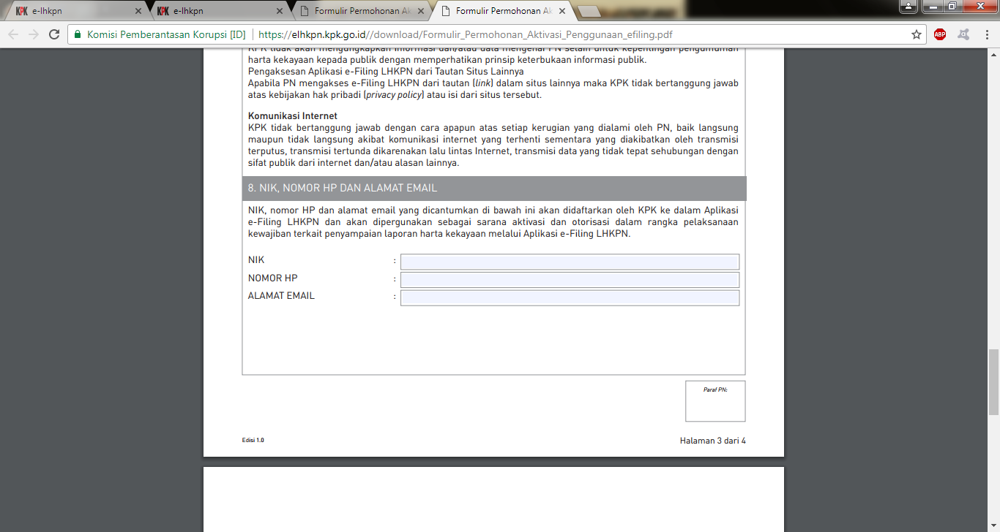 KPK e-lhkpn
KPK e-lhkpn
Formulir Permohonan Ak
Formulir Permohonan Ak
Komisi Pemberantasan Korupsi [ID] https://elhkpn.kpk.go.id//download/Formulir_Permohonan_Aktivasi_Penggunaan_efiling.pdf
ABP
KPK tidak akan mengungkapkan informasi dan/atau data mengenai PN selain untuk kepentingan pengumuman
harta kekayaan kepada publik dengan memperhatikan prinsip keterbukaan informasi publik.
Pengaksesan Aplikasi e-Filing LHKPN dari Tautan Situs Lainnya
Apabila PN mengakses e-Filing LHKPN dari tautan (link) dalam situs lainnya maka KPK tidak bertanggung jawab
atas kebijakan hak pribadi (privacy policy) atau isi dari situs tersebut.
Komunikasi Internet
KPK tidak bertanggung jawab dengan cara apapun atas setiap kerugian yang dialami oleh PN, baik langsung
maupun tidak langsung akibat komunikasi internet yang terhenti sementara yang diakibatkan oleh transmisi
terputus, transmisi tertunda dikarenakan lalu lintas Internet, transmisi data yang tidak tepat sehubungan dengan
sifat publik dari internet dan/atau alasan lainnya.
8. NIK, NOMOR HP DAN ALAMAT EMAIL
NIK, nomor HP dan alamat email yang dicantumkan di bawah ini akan didaftarkan oleh KPK ke dalam Aplikasi
e-Filing LHKPN dan akan dipergunakan sebagai sarana aktivasi dan otorisasi dalam rangka pelaksanaan
kewajiban terkait penyampaian laporan harta kekayaan melalui Aplikasi e-Filing LHKPN.
NIK :
NOMOR HP :
ALAMAT EMAIL :
Paraf PN:
Edisi 1.0
Halaman 3 dari 4